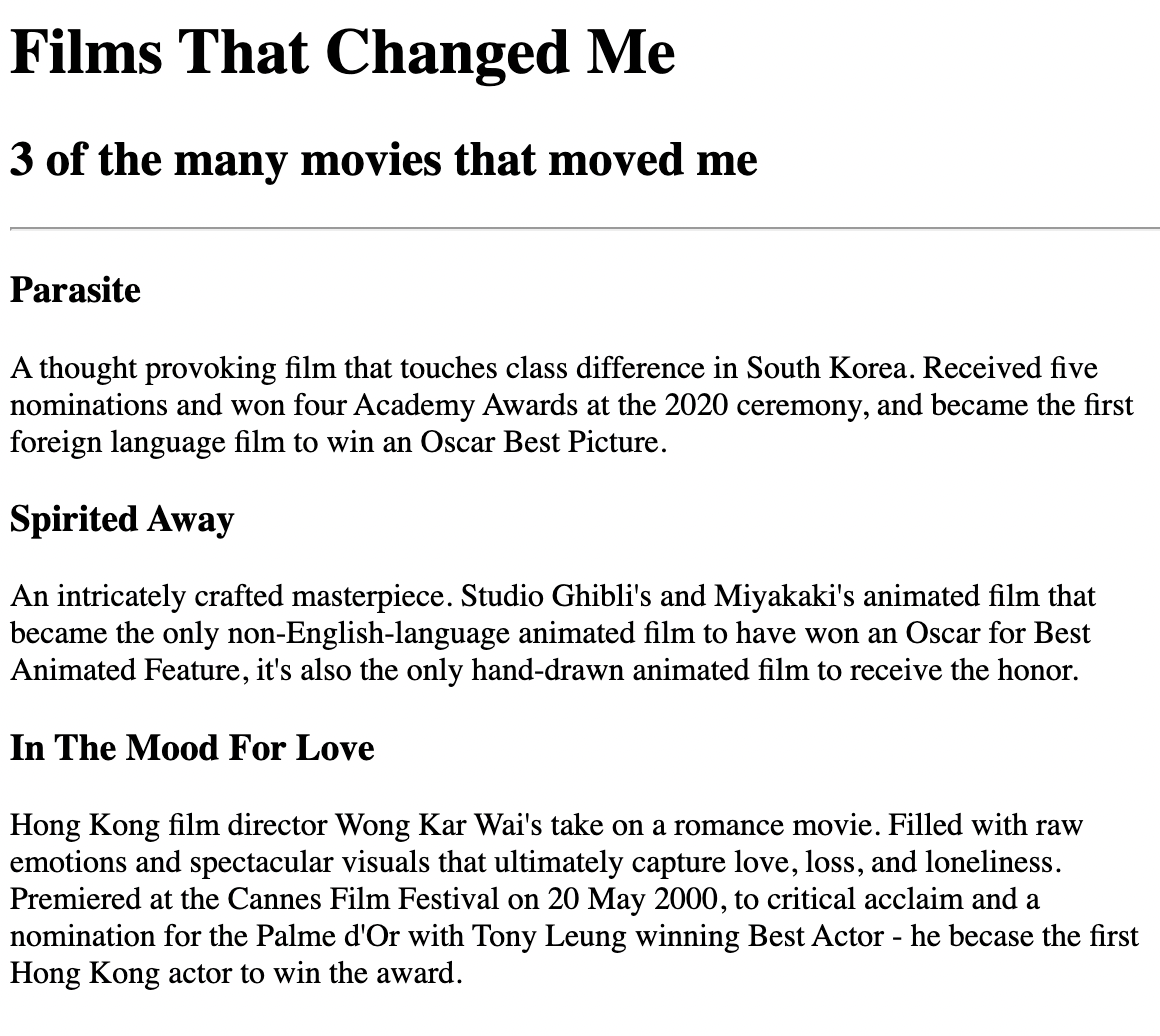 Films That Changed Me
3 of the many movies that moved me
Parasite
A thought provoking film that touches class difference in South Korea. Received five
nominations and won four Academy Awards at the 2020 ceremony, and became the first
foreign language film to win an Oscar Best Picture.
Spirited Away
An intricately crafted masterpiece. Studio Ghibli's and Miyakaki's animated film that
became the only non-English-language animated film to have won an Oscar for Best
Animated Feature, it's also the only hand-drawn animated film to receive the honor.
In The Mood For Love
Hong Kong film director Wong Kar Wai's take on a romance movie. Filled with raw
emotions and spectacular visuals that ultimately capture love, loss, and loneliness.
Premiered at the Cannes Film Festival on 20 May 2000, to critical acclaim and a
nomination for the Palme d'Or with Tony Leung winning Best Actor - he becase the first
Hong Kong actor to win the award.